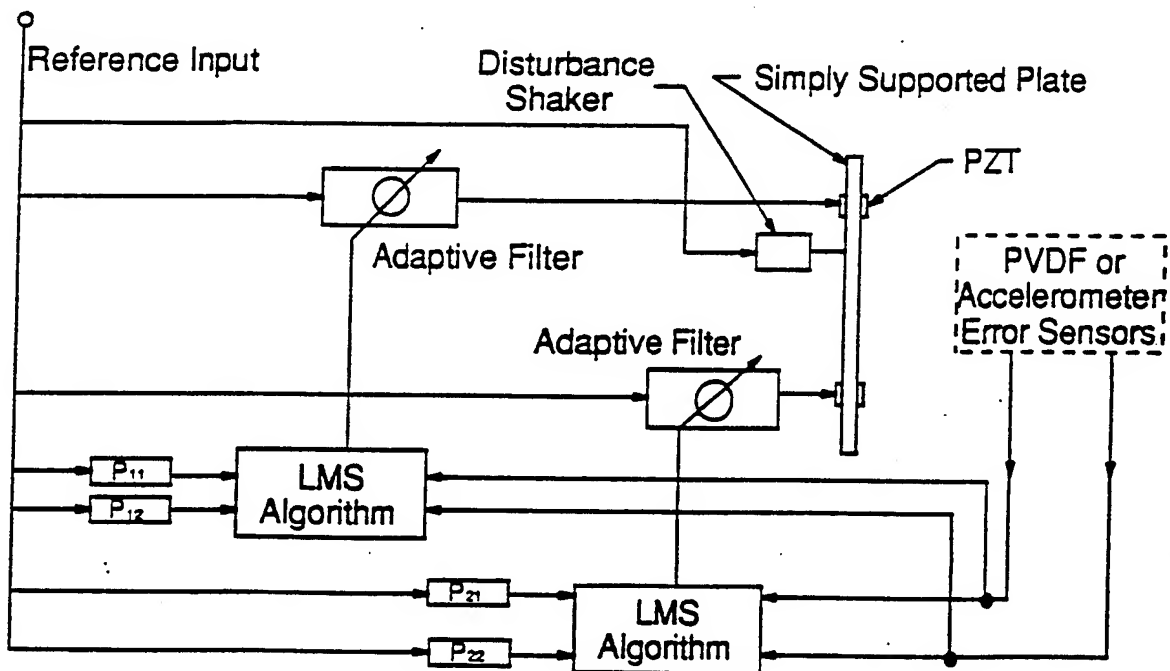 Reference Input
Disturbance
Shaker
Simply Supported Plate
PZT
Adaptive Filter
PVDF or
Accelerometer
Error Sensors
Adaptive Filter
P11
P12
LMS
Algorithm
P21
P22
LMS
Algorithm